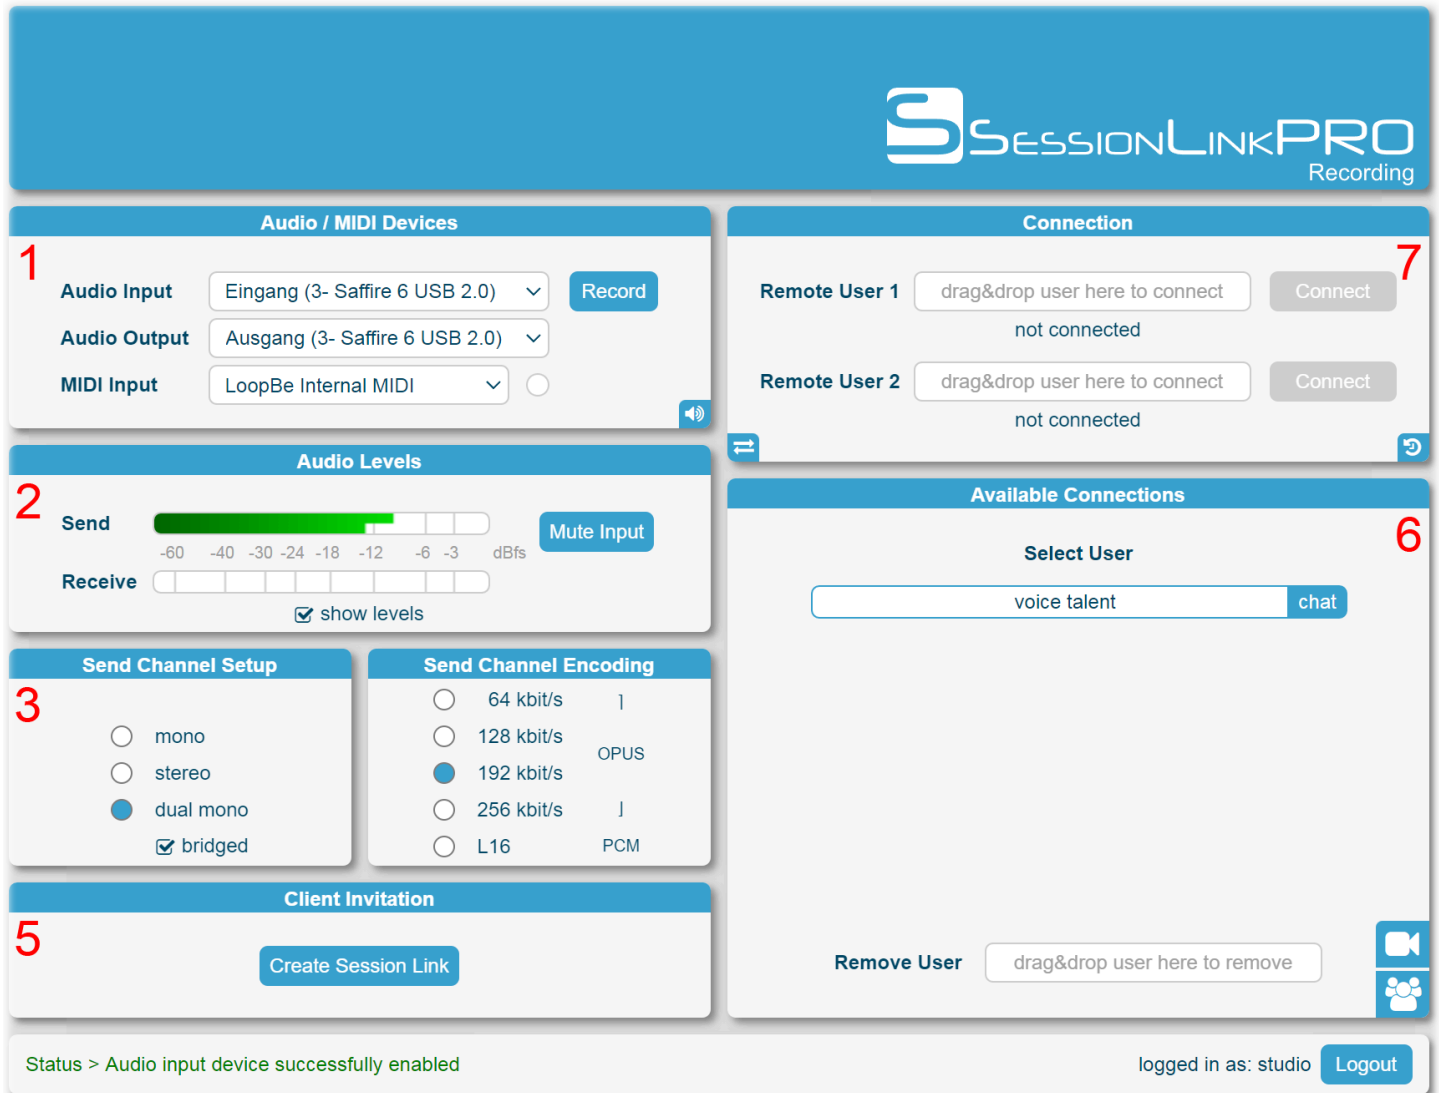 SESSIONLINKPRO
Recording
Audio / MIDI Devices
1
Audio Input
Eingang (3- Saffire 6 USB 2.0)
Record
Audio Output
Ausgang (3- Saffire 6 USB 2.0)
MIDI Input
LoopBe Internal MIDI
Audio Levels
2
Send
Mute Input
-60 -40 -30 -24 -18 -12 -6 -3 dBfs
Receive
show levels
Send Channel Setup
3
mono
stereo
dual mono
bridged
Send Channel Encoding
64 kbit/s
128 kbit/s
OPUS
192 kbit/s
256 kbit/s
L16 PCM
Client Invitation
5
Create Session Link
Connection
7
Remote User 1
drag&drop user here to connect
Connect
not connected
Remote User 2
drag&drop user here to connect
Connect
not connected
Available Connections
6
Select User
voice talent
chat
Remove User
drag&drop user here to remove
Status > Audio input device successfully enabled
logged in as: studio
Logout